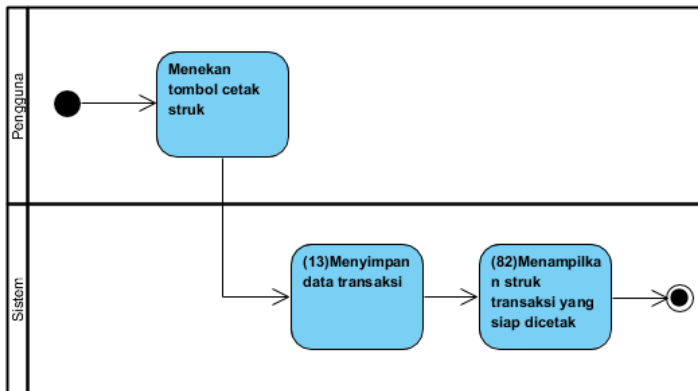 Pengguna
Menekan
tombol cetak
struk
Sistem
(13)Menyimpan
data transaksi
(82)Menampilka
n struk
transaksi yang
siap dicetak